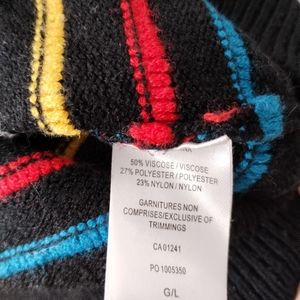 50% VISCOSE / VISCOSE
27% POLYESTER / POLYESTER
23% NYLON / NYLON
GARNITURES NON
COMPRISES/EXCLUSIVE OF
TRIMMINGS
CA 01241
PO 1005350
G/L